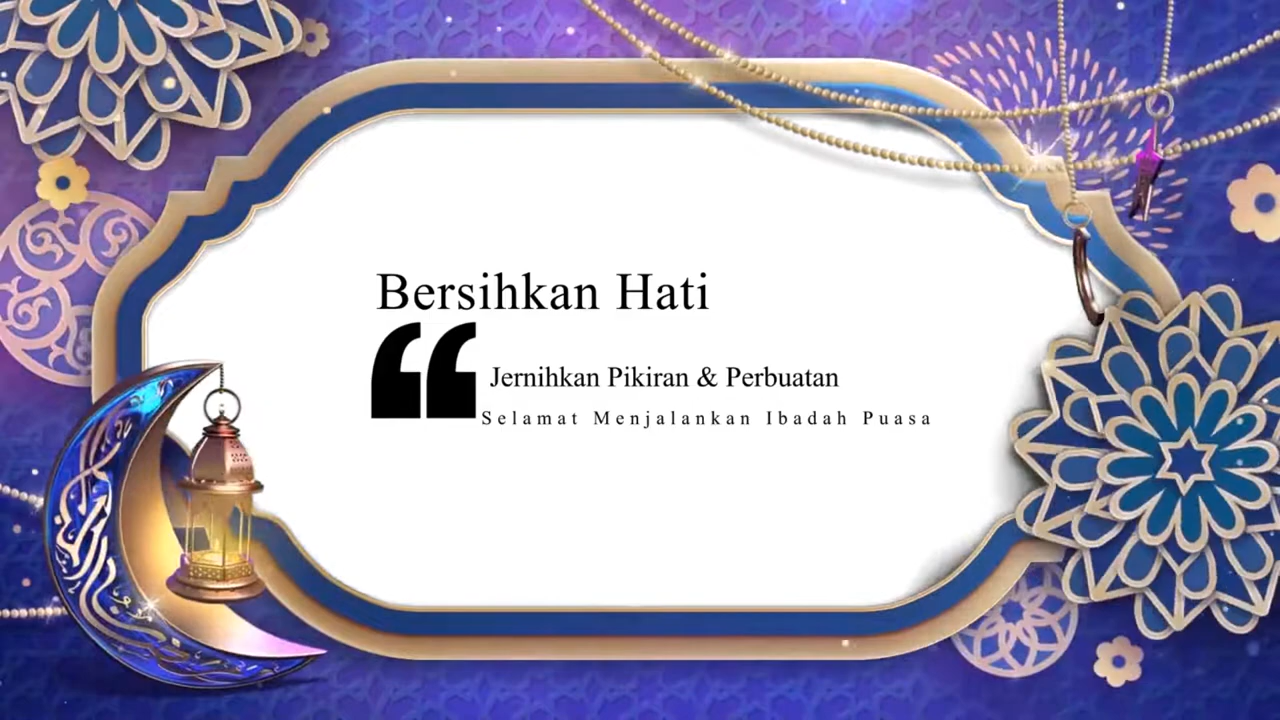 Bersihkan Hati
“
Jernihkan Pikiran & Perbuatan
Selamat Menjalankan Ibadah Puasa